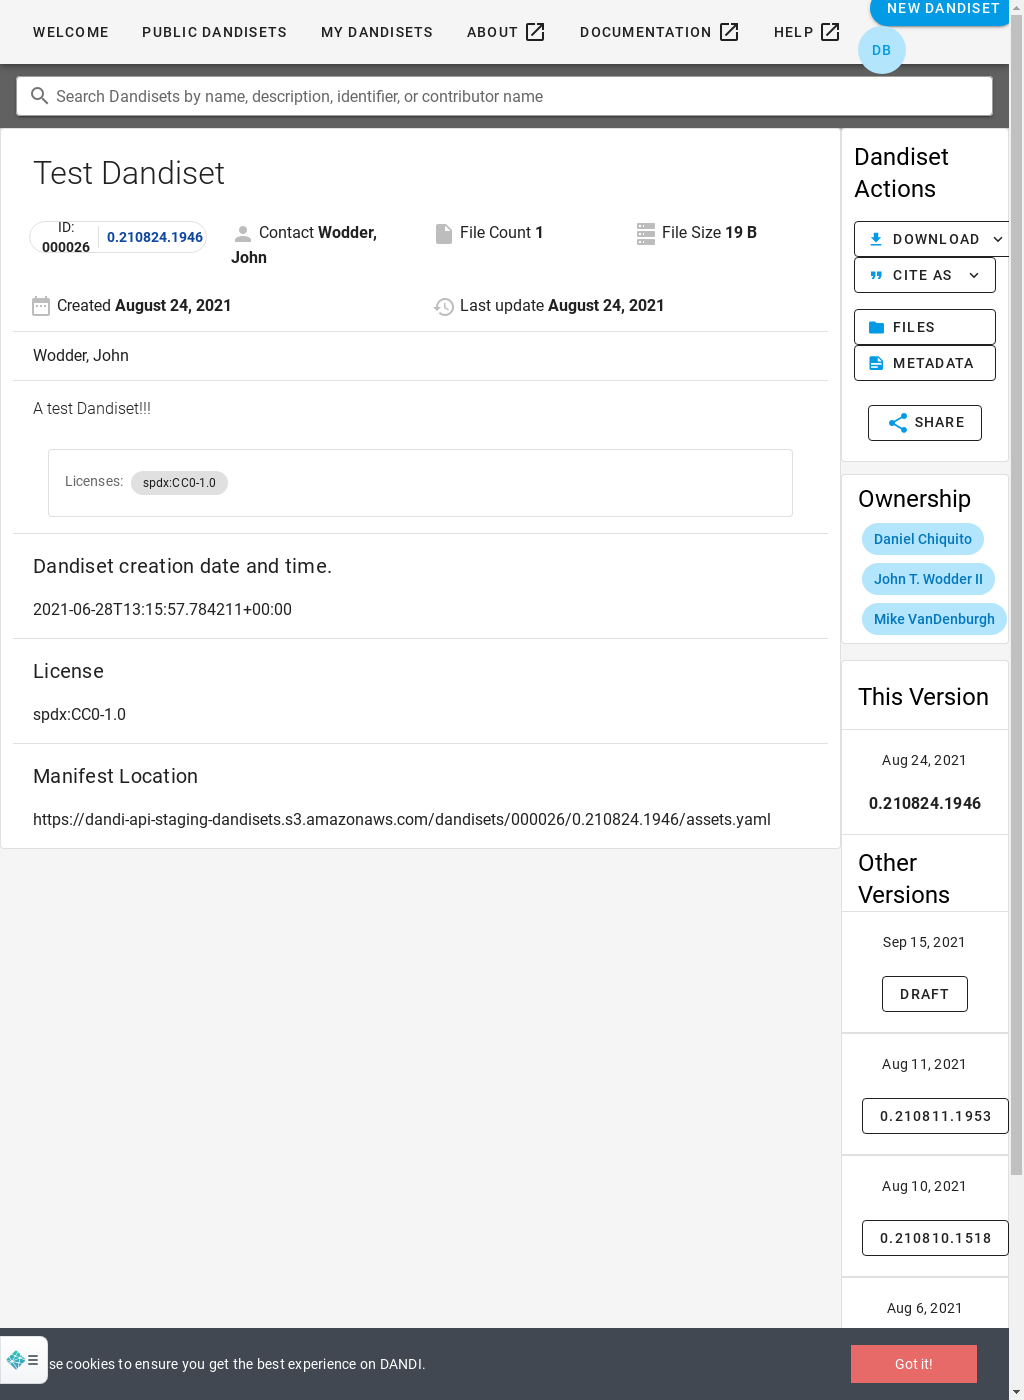 WELCOME
PUBLIC DANDISETS
MY DANDISETS
ABOUT
DOCUMENTATION
HELP
NEW DANDISET
DB
Search Dandisets by name, description, identifier, or contributor name
Test Dandiset
ID:
000026
0.210824.1946
Contact Wodder,
John
File Count 1
File Size 19 B
Created August 24, 2021
Last update August 24, 2021
Wodder, John
A test Dandiset!!!
Licenses:
spdx:CC0-1.0
Dandiset creation date and time.
2021-06-28T13:15:57.784211+00:00
License
spdx:CC0-1.0
Manifest Location
https://dandi-api-staging-dandisets.s3.amazonaws.com/dandisets/000026/0.210824.1946/assets.yaml
Dandiset
Actions
DOWNLOAD
CITE AS
FILES
METADATA
SHARE
Ownership
Daniel Chiquito
John T. Wodder II
Mike VanDenburgh
This Version
Aug 24, 2021
0.210824.1946
Other
Versions
Sep 15, 2021
DRAFT
Aug 11, 2021
0.210811.1953
Aug 10, 2021
0.210810.1518
Aug 6, 2021
se cookies to ensure you get the best experience on DANDI.
Got it!